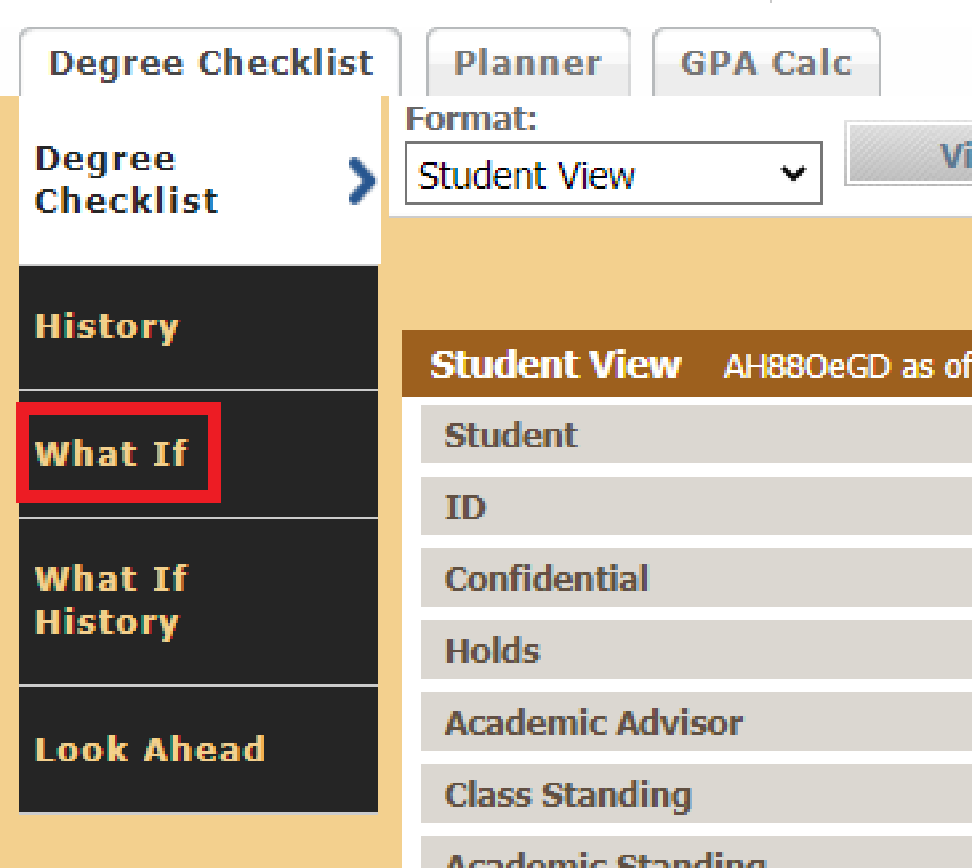 Degree Checklist
Planner
GPA Calc
Degree
Checklist
History
What If
What If
History
Look Ahead
Format:
Student View
Student View AH88OeGD as of
Student
ID
Confidential
Holds
Academic Advisor
Class Standing
Academic Standing